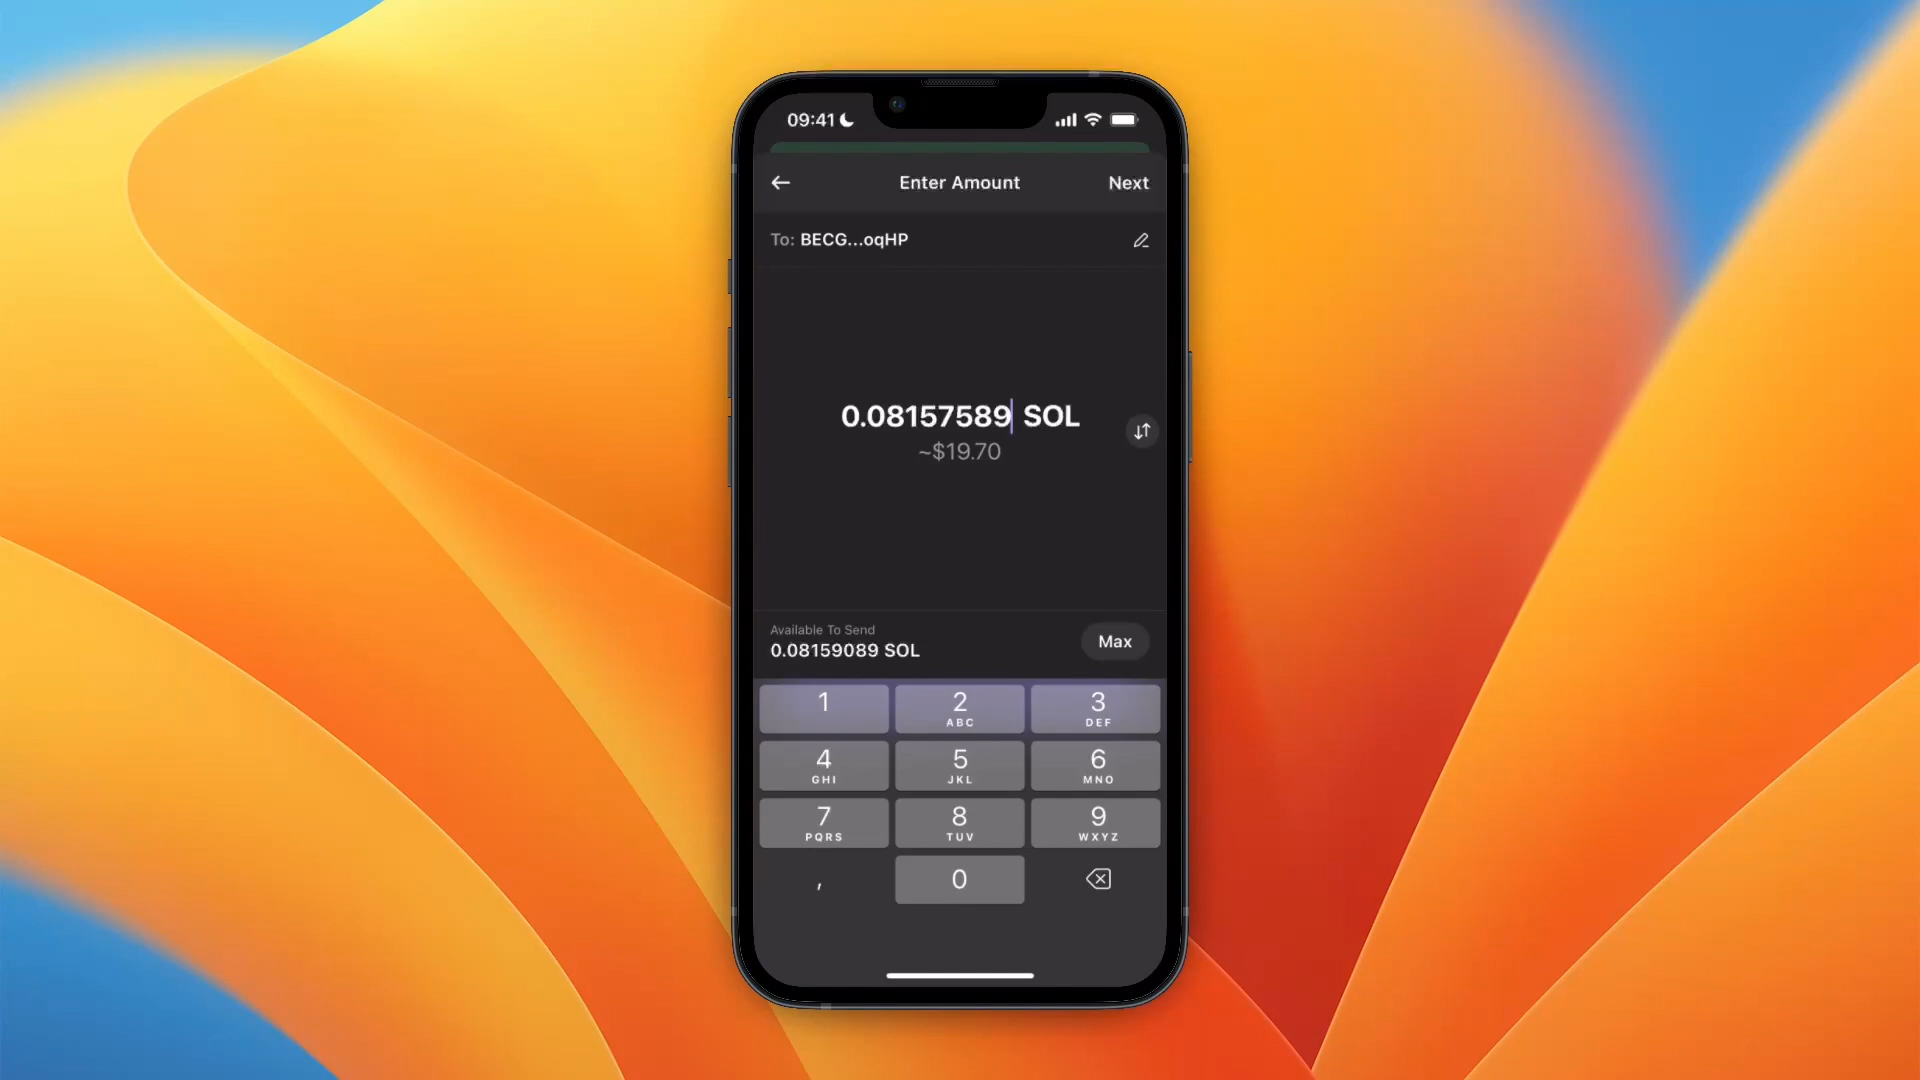 09:41
Enter Amount
Next
To: BECG...oqHP
0.08157589 SOL
~$19.70
Available To Send
0.08159089 SOL
Max
1
2
ABC
3
DEF
4
GHI
5
JKL
6
MNO
7
PQRS
8
TUV
9
WXYZ
,
0